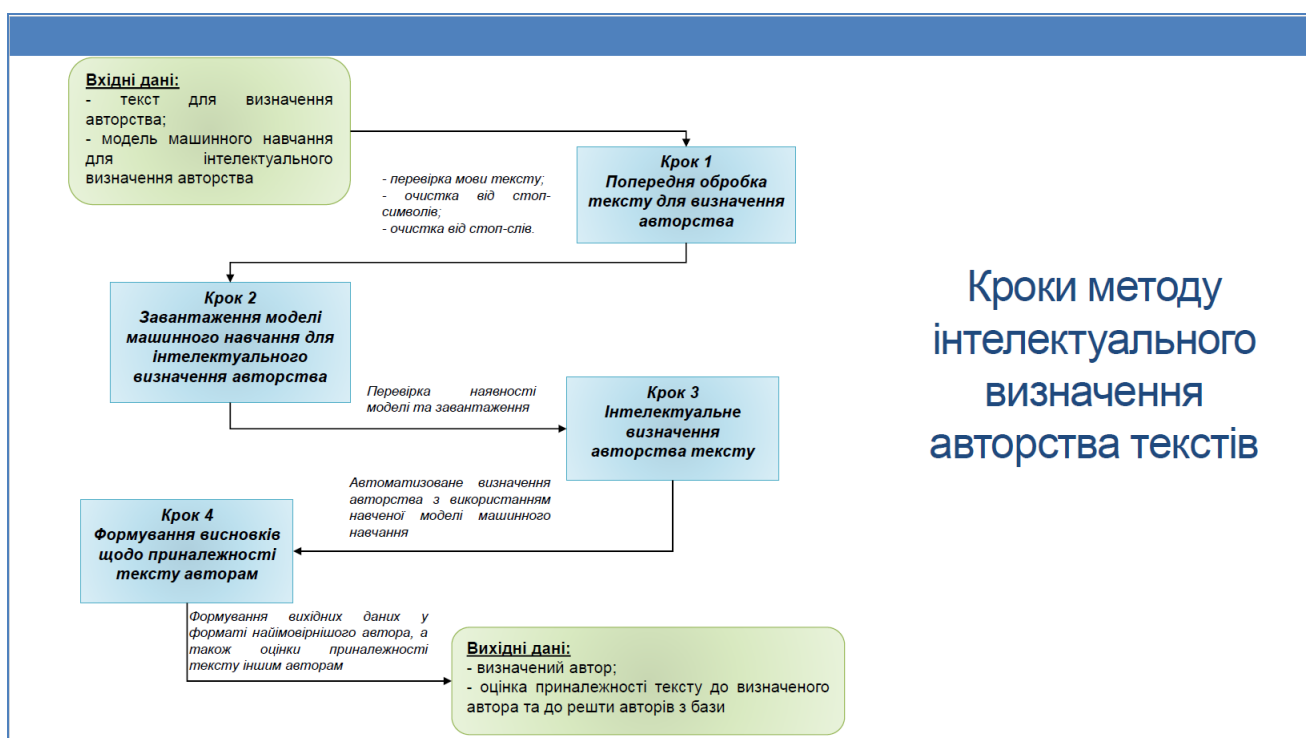 Вхідні дані:
- текст для визначення
авторства;
- модель машинного навчання
для інтелектуального
визначення авторства
Крок 1
Попередня обробка
тексту для визначення
авторства
- перевірка мови тексту;
- очистка від стоп-
символів;
- очистка від стоп-слів.
Крок 2
Завантаження моделі
машинного навчання для
інтелектуального
визначення авторства
Перевірка наявності
моделі та завантаження
Крок 3
Інтелектуальне
визначення
авторства тексту
Автоматизоване визначення
авторства з використанням
навченої моделі машинного
навчання
Крок 4
Формування висновків
щодо приналежності
тексту авторам
Формування вихідних даних у
форматі найімовірнішого автора, а
також оцінки приналежності
тексту іншим авторам
Вихідні дані:
- визначений автор;
- оцінка приналежності тексту до визначеного
автора та до решти авторів з бази
Кроки методу
інтелектуального
визначення
авторства текстів